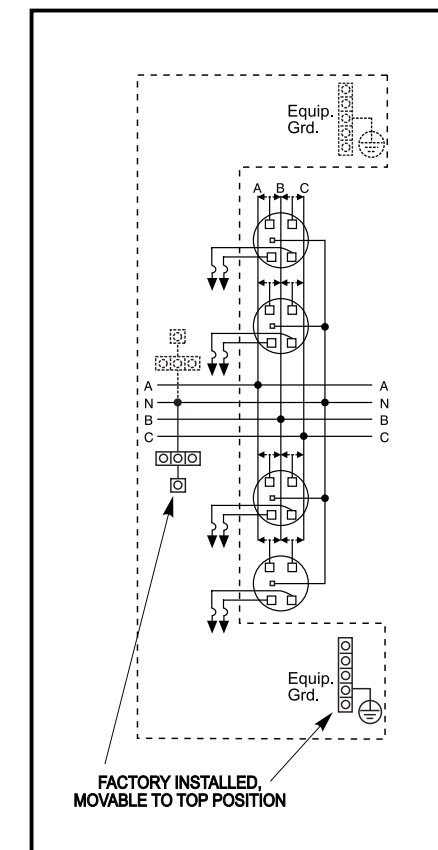 Equip.
Grd.
A B C
A A
N N
B B
C C
Equip.
Grd.
FACTORY INSTALLED,
MOVABLE TO TOP POSITION